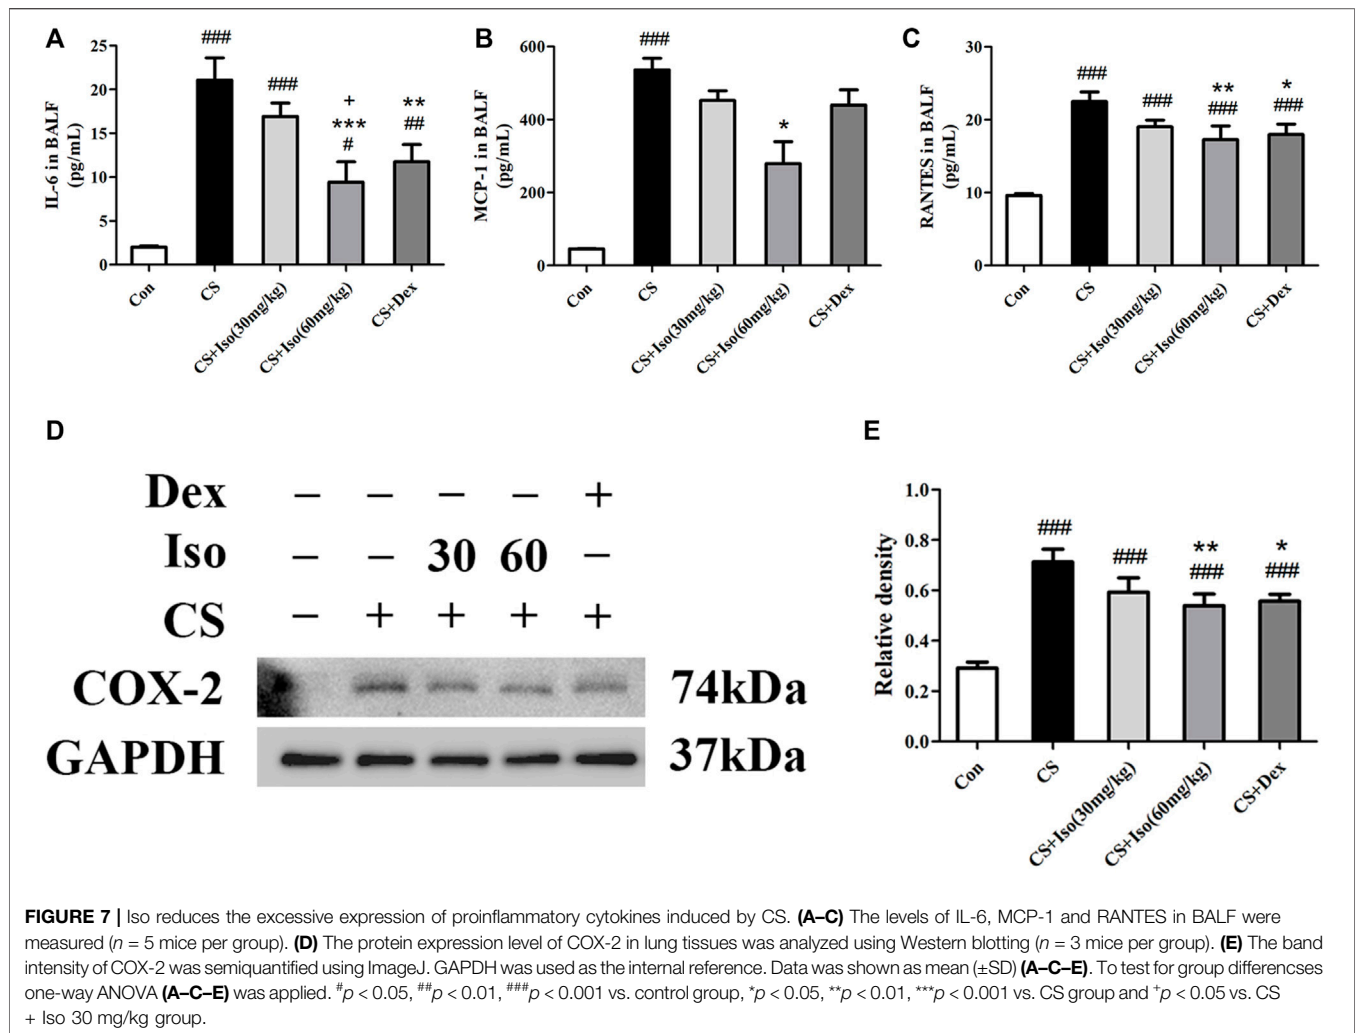 A
IL-6 in BALF
(pg/mL)
25
20
15
10
5
0
###
###
+
***
#
**
##
Con
CS
CS+Iso(30mg/kg)
CS+Iso(60mg/kg)
CS+Dex
B
MCP-1 in BALF
(pg/mL)
600
400
200
0
###
*
Con
CS
CS+Iso(30mg/kg)
CS+Iso(60mg/kg)
CS+Dex
C
RANTES in BALF
(pg/mL)
30
20
10
0
###
###
**
###
*
###
Con
CS
CS+Iso(30mg/kg)
CS+Iso(60mg/kg)
CS+Dex
D
Dex – – – – +
Iso – – 30 60 –
CS – + + + +
COX-2 74kDa
GAPDH 37kDa
E
Relative density
1.0
0.8
0.6
0.4
0.2
0.0
###
###
**
###
*
###
Con
CS
CS+Iso(30mg/kg)
CS+Iso(60mg/kg)
CS+Dex
FIGURE 7 | Iso reduces the excessive expression of proinflammatory cytokines induced by CS. (A–C) The levels of IL-6, MCP-1 and RANTES in BALF were
measured (n = 5 mice per group). (D) The protein expression level of COX-2 in lung tissues was analyzed using Western blotting (n = 3 mice per group). (E) The band
intensity of COX-2 was semiquantified using ImageJ. GAPDH was used as the internal reference. Data was shown as mean (±SD) (A–C–E). To test for group differencses
one-way ANOVA (A–C–E) was applied. #p < 0.05, ##p < 0.01, ###p < 0.001 vs. control group, *p < 0.05, **p < 0.01, ***p < 0.001 vs. CS group and +p < 0.05 vs. CS
+ Iso 30 mg/kg group.